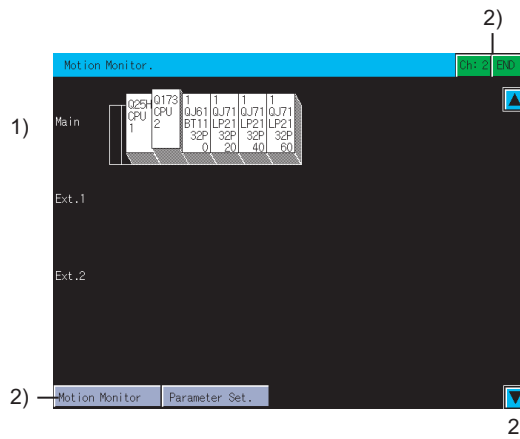 2)
Motion Monitor.
Ch: 2 END
1)
Main
Q25H
CPU
1
Q173
CPU
2
1
QJ61
BT11
32P
0
1
QJ71
LP21
32P
20
1
QJ71
LP21
32P
40
1
QJ71
LP21
32P
60
Ext.1
Ext.2
2)
Motion Monitor Parameter Set.
2